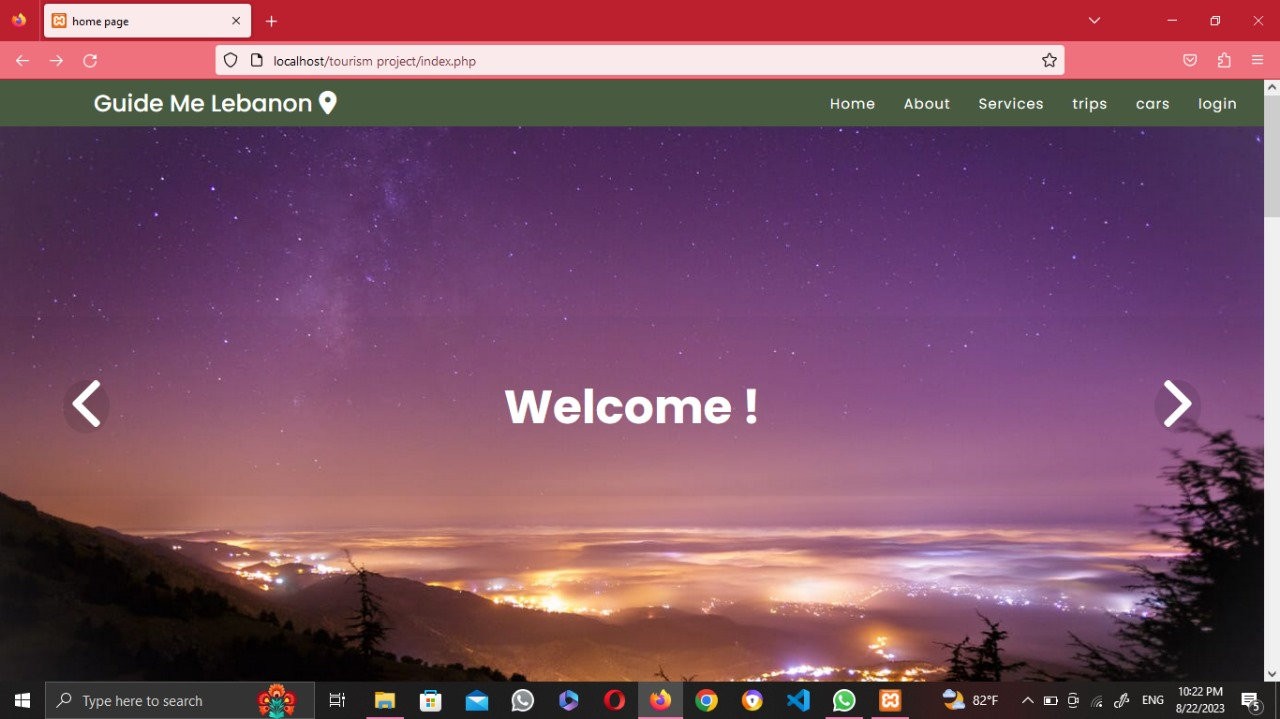 home page
localhost/tourism project/index.php
Guide Me Lebanon
Home About Services trips cars login
Welcome !
Type here to search
82°F
ENG
10:22 PM
8/22/2023
5